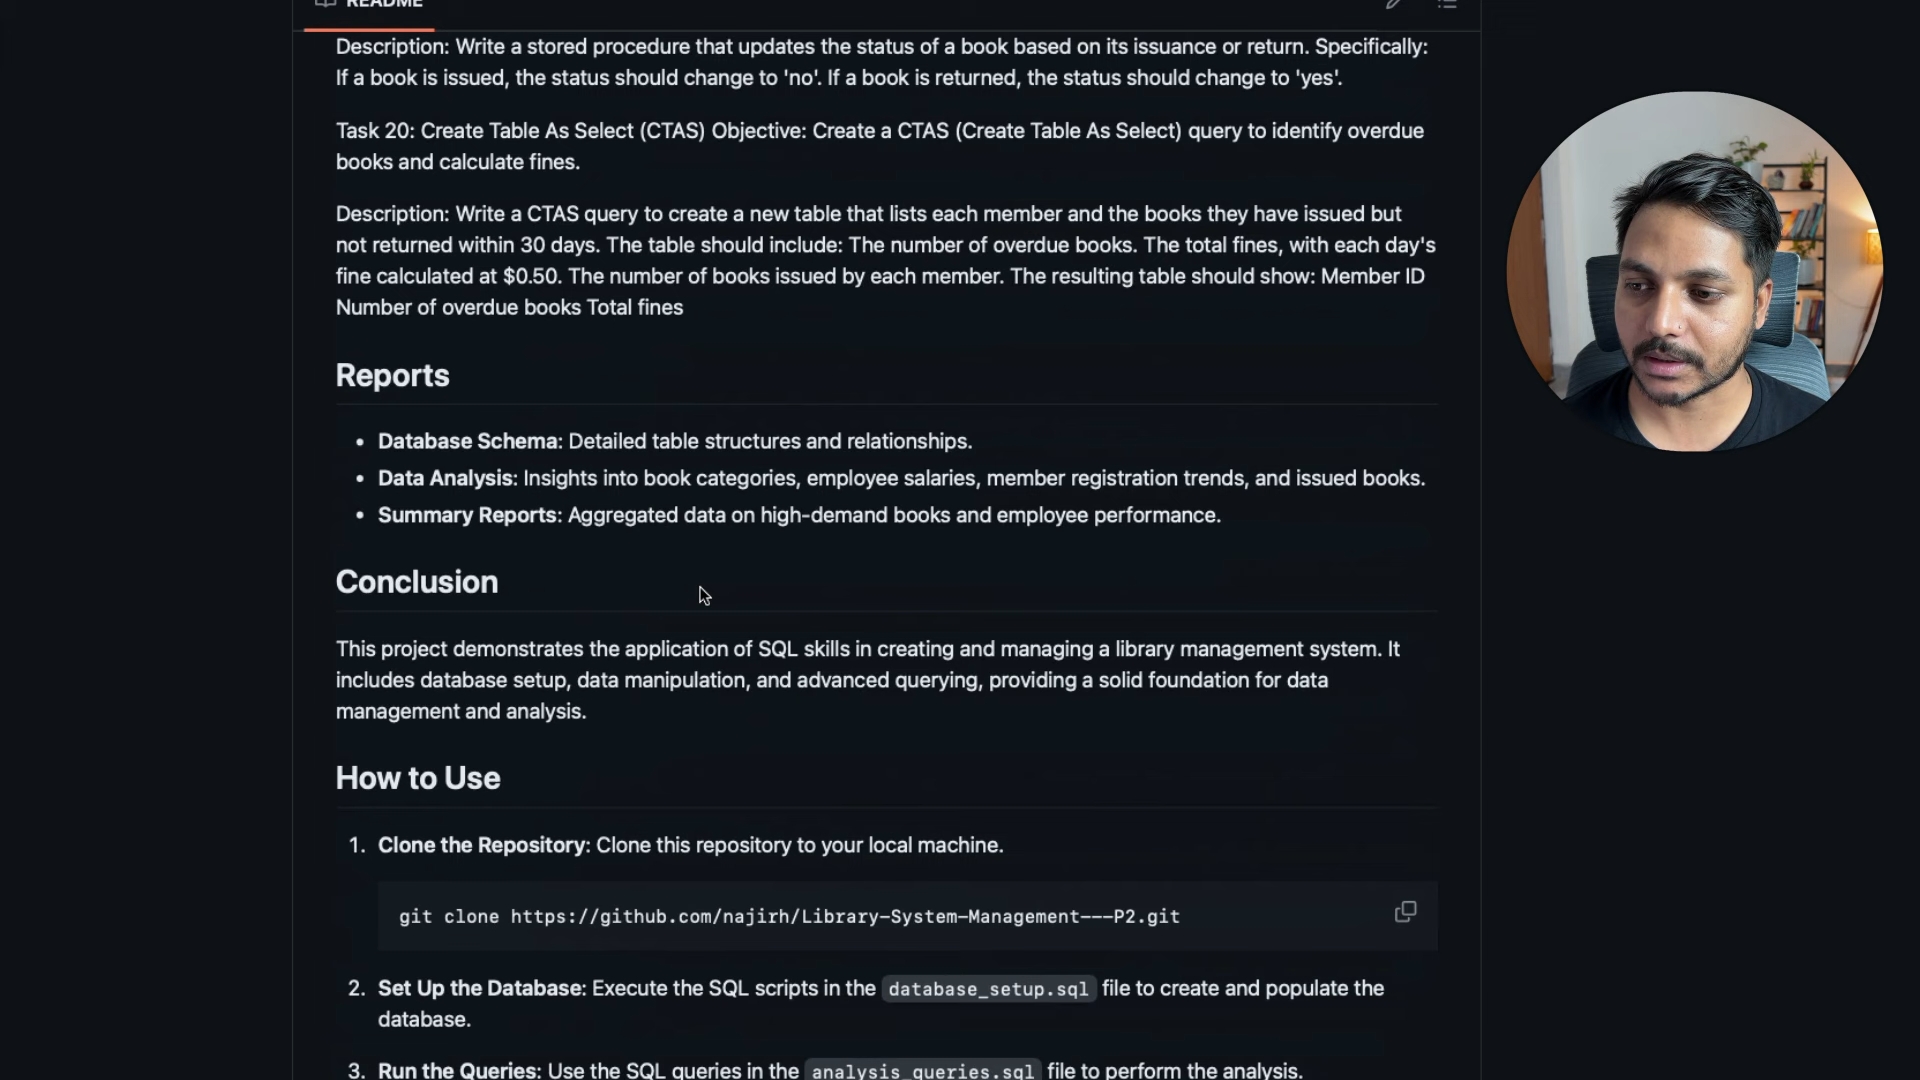 README
Description: Write a stored procedure that updates the status of a book based on its issuance or return. Specifically:
If a book is issued, the status should change to 'no'. If a book is returned, the status should change to 'yes'.
Task 20: Create Table As Select (CTAS) Objective: Create a CTAS (Create Table As Select) query to identify overdue
books and calculate fines.
Description: Write a CTAS query to create a new table that lists each member and the books they have issued but
not returned within 30 days. The table should include: The number of overdue books. The total fines, with each day's
fine calculated at $0.50. The number of books issued by each member. The resulting table should show: Member ID
Number of overdue books Total fines
Reports
• Database Schema: Detailed table structures and relationships.
• Data Analysis: Insights into book categories, employee salaries, member registration trends, and issued books.
• Summary Reports: Aggregated data on high-demand books and employee performance.
Conclusion
This project demonstrates the application of SQL skills in creating and managing a library management system. It
includes database setup, data manipulation, and advanced querying, providing a solid foundation for data
management and analysis.
How to Use
1. Clone the Repository: Clone this repository to your local machine.
git clone https://github.com/najirh/Library-System-Management---P2.git
2. Set Up the Database: Execute the SQL scripts in the database_setup.sql file to create and populate the
database.
3. Run the Queries: Use the SQL queries in the analysis_queries.sql file to perform the analysis.